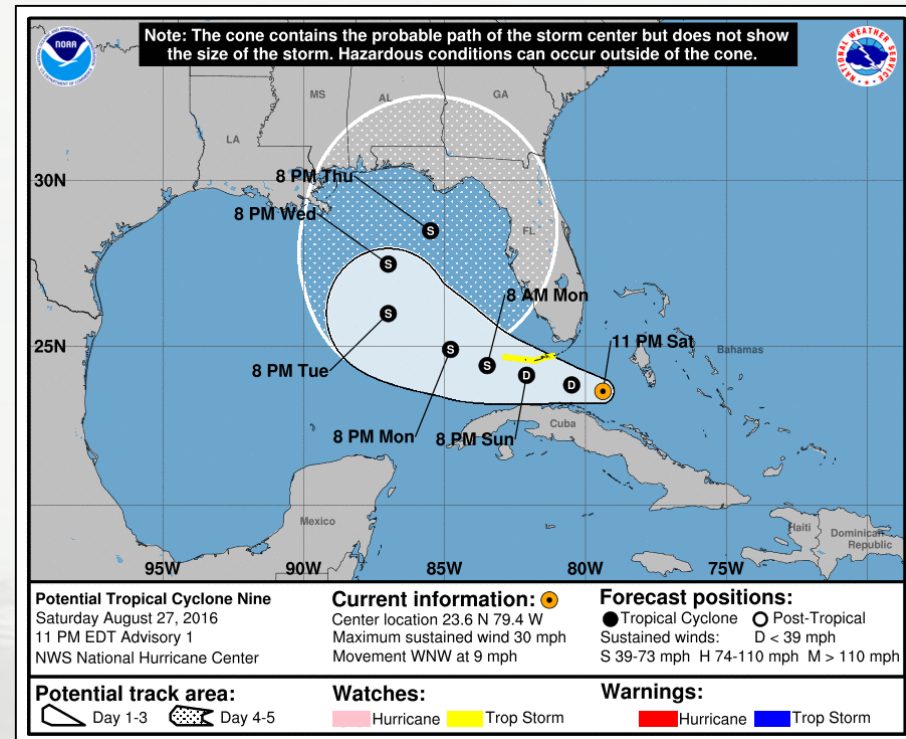 Note: The cone contains the probable path of the storm center but does not show
the size of the storm. Hazardous conditions can occur outside of the cone.
NOAA
NATIONAL WEATHER SERVICE
MS
AL
GA
LA
30N
8 PM Thu
8 PM Wed
FL
S
S
8 AM Mon
S
11 PM Sat
25N
Bahamas
S
S
D
D
8 PM Tue
8 PM Mon
8 PM Sun
Cuba
Mexico
Haiti
Dominican
Republic
95W
90W
85W
80W
75W
Potential Tropical Cyclone Nine
Saturday August 27, 2016
11 PM EDT Advisory 1
NWS National Hurricane Center
Current information:
Center location 23.6 N 79.4 W
Maximum sustained wind 30 mph
Movement WNW at 9 mph
Forecast positions:
Tropical Cyclone Post-Tropical
Sustained winds: D < 39 mph
S 39-73 mph H 74-110 mph M > 110 mph
Potential track area:
Day 1-3 Day 4-5
Watches:
Hurricane Trop Storm
Warnings:
Hurricane Trop Storm